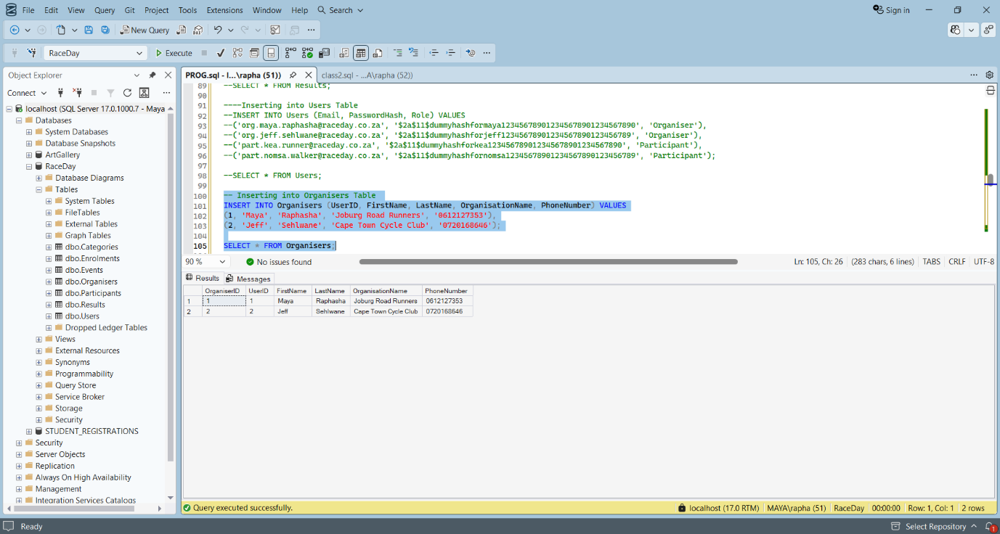 File Edit View Query Git Project Tools Extensions Window Help Search Sign in
New Query
RaceDay Execute
Object Explorer
Connect
localhost (SQL Server 17.0.1000.7 - Maya
Databases
System Databases
Database Snapshots
ArtGallery
RaceDay
Database Diagrams
Tables
System Tables
FileTables
External Tables
Graph Tables
dbo.Categories
dbo.Enrolments
dbo.Events
dbo.Organisers
dbo.Participants
dbo.Results
dbo.Users
Dropped Ledger Tables
Views
External Resources
Synonyms
Programmability
Query Store
Service Broker
Storage
Security
STUDENT_REGISTRATIONS
Security
Server Objects
Replication
Always On High Availability
Management
Integration Services Catalogs
PROG.sql - l...\rapha (51)) class2.sql - ...A\rapha (52))
89 --SELECT * FROM Results;
90
91 ----Inserting into Users Table
92 --INSERT INTO Users (Email, PasswordHash, Role) VALUES
93 --('org.maya.raphasha@raceday.co.za', '$2a$11$dummyhashformaya123456789012345678901234567890', 'Organiser'),
94 --('org.jeff.sehlwane@raceday.co.za', '$2a$11$dummyhashforjeff12345678901234567890123456789', 'Organiser'),
95 --('part.kea.runner@raceday.co.za', '$2a$11$dummyhashforkea123456789012345678901234567890', 'Participant'),
96 --('part.nomsa.walker@raceday.co.za', '$2a$11$dummyhashfornomsa12345678901234567890123456789', 'Participant');
97
98 --SELECT * FROM Users;
99
100 -- Inserting into Organisers Table
101 INSERT INTO Organisers (UserID, FirstName, LastName, OrganisationName, PhoneNumber) VALUES
102 (1, 'Maya', 'Raphasha', 'Joburg Road Runners', '0612127353'),
103 (2, 'Jeff', 'Sehlwane', 'Cape Town Cycle Club', '0720168646');
104
105 SELECT * FROM Organisers;
90 % No issues found Ln: 105, Ch: 26 (283 chars, 6 lines) TABS CRLF UTF-8
Results Messages
OrganiserID UserID FirstName LastName OrganisationName PhoneNumber
1 1 1 Maya Raphasha Joburg Road Runners 0612127353
2 2 2 Jeff Sehlwane Cape Town Cycle Club 0720168646
Query executed successfully. localhost (17.0 RTM) MAYA\rapha (51) RaceDay 00:00:00 Row: 1, Col: 1 2 rows
Ready Select Repository 1